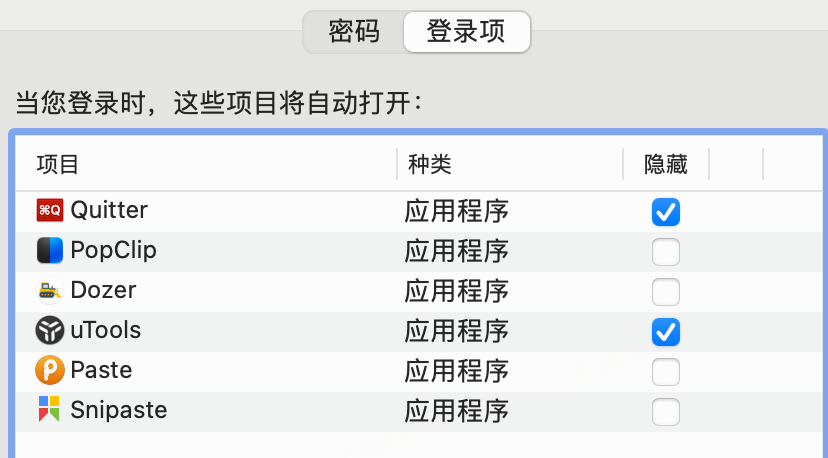 密码 登录项
当您登录时，这些项目将自动打开：
项目 种类 隐藏
⌘Q Quitter 应用程序
PopClip 应用程序
Dozer 应用程序
uTools 应用程序
Paste 应用程序
Snipaste 应用程序